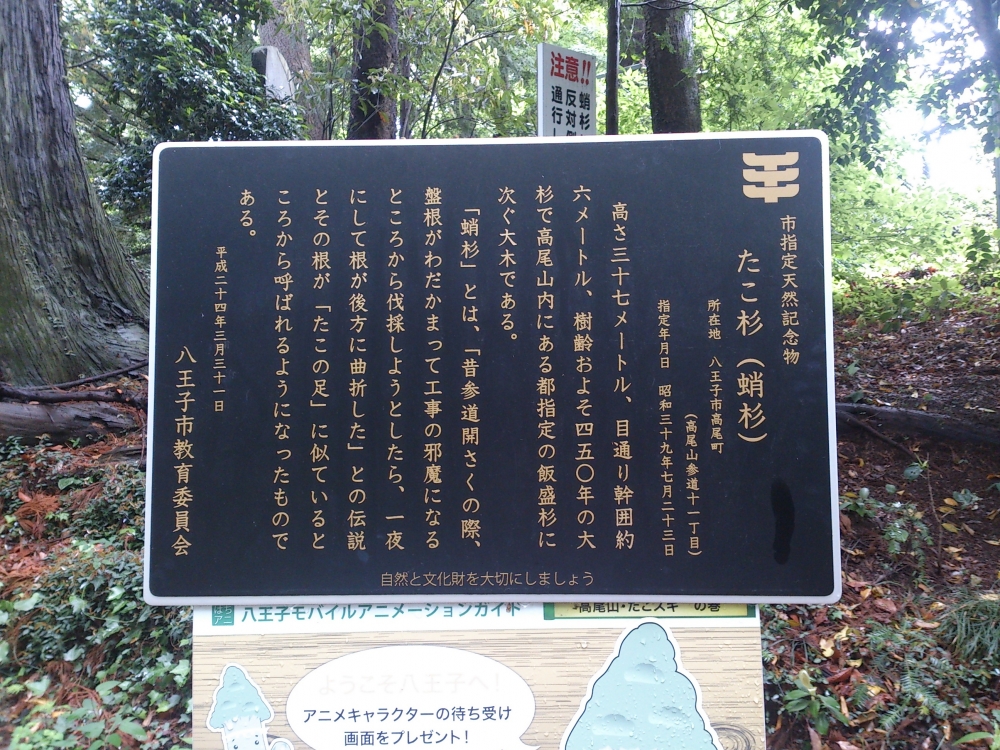 注意!!
蛸杉
反対側
通行し
市指定天然記念物
たこ杉（蛸杉）
所在地　八王子市高尾町
（高尾山参道十一丁目）
指定年月日　昭和三十九年七月二十三日
高さ三十七メートル、目通り幹囲約
六メートル、樹齢およそ四五〇年の大
杉で高尾山内にある都指定の飯盛杉に
次ぐ大木である。
「蛸杉」とは、「昔参道開さくの際、
盤根がわだかまって工事の邪魔になる
ところから伐採しようとしたら、一夜
にして根が後方に曲折した」との伝説
とその根が「たこの足」に似ていると
ころから呼ばれるようになったもので
ある。
平成二十四年三月三十一日
八王子市教育委員会
自然と文化財を大切にしましょう
八王子モバイルアニメーションガイド
高尾山・たこスギ の巻
ようこそ八王子へ!
アニメキャラクターの待ち受け
画面をプレゼント!